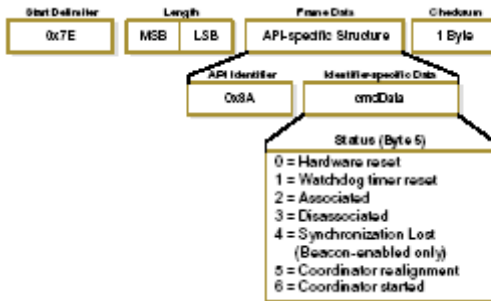 Start Delimiter Length Frame Data Checksum
0x7E MSB LSB API-specific Structure 1 Byte
API Identifier Identifier-specific Data
0x8A cmdData
Status (Byte 5)
0 = Hardware reset
1 = Watchdog timer reset
2 = Associated
3 = Disassociated
4 = Synchronization Lost
(Beacon-enabled only)
5 = Coordinator realignment
6 = Coordinator started